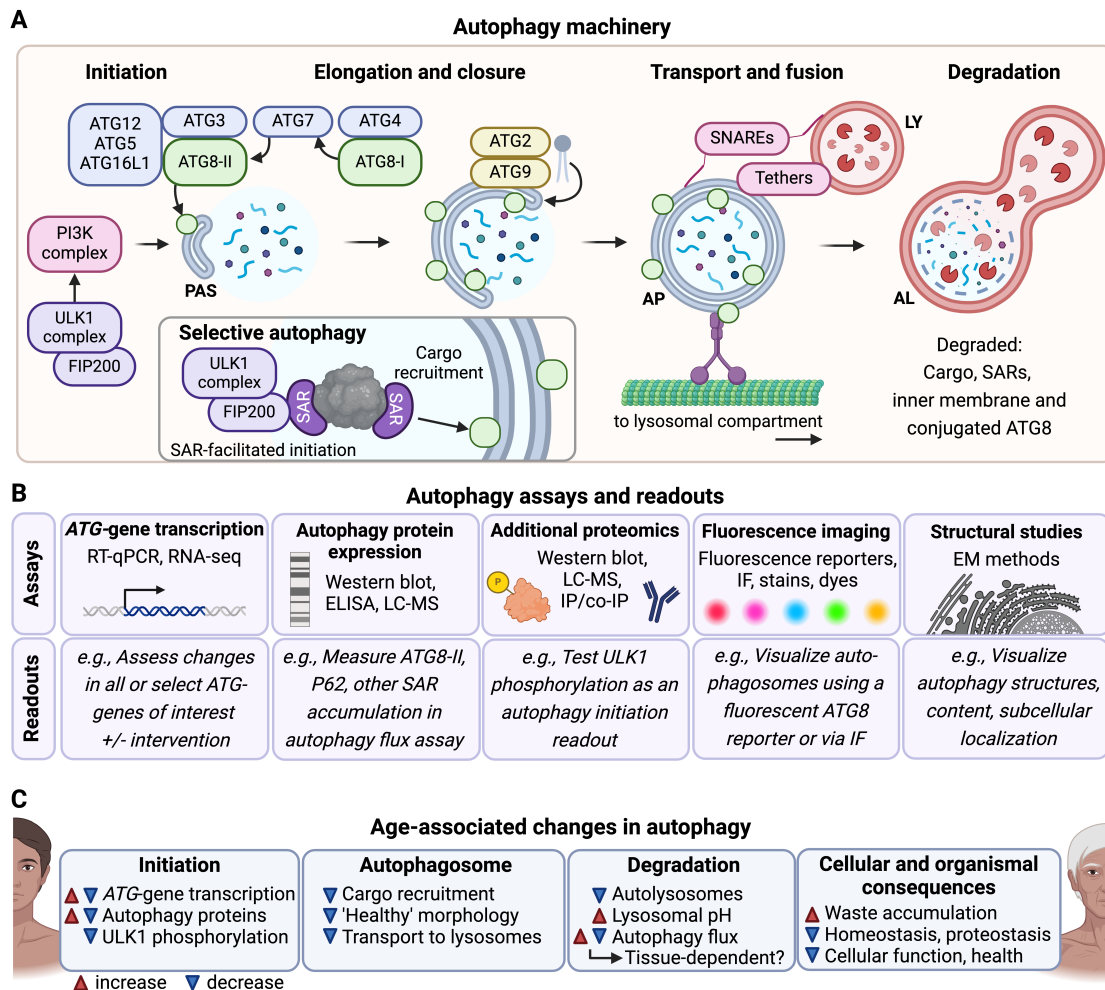 A
Autophagy machinery
Initiation
Elongation and closure
Transport and fusion
Degradation
ATG12
ATG5
ATG16L1
ATG3
ATG8-II
ATG7
ATG4
ATG8-I
ATG2
ATG9
SNAREs
Tethers
LY
PI3K
complex
PAS
ULK1
complex
FIP200
AP
AL
Selective autophagy
ULK1
complex
FIP200
SAR
SAR
Cargo
recruitment
SAR-facilitated initiation
to lysosomal compartment
Degraded:
Cargo, SARs,
inner membrane and
conjugated ATG8
B
Autophagy assays and readouts
Assays
ATG-gene transcription
RT-qPCR, RNA-seq
Autophagy protein
expression
Western blot,
ELISA, LC-MS
Additional proteomics
Western blot,
LC-MS,
IP/co-IP
P
Fluorescence imaging
Fluorescence reporters,
IF, stains, dyes
Structural studies
EM methods
Readouts
e.g., Assess changes
in all or select ATG-
genes of interest
+/- intervention
e.g., Measure ATG8-II,
P62, other SAR
accumulation in
autophagy flux assay
e.g., Test ULK1
phosphorylation as an
autophagy initiation
readout
e.g., Visualize auto-
phagosomes using a
fluorescent ATG8
reporter or via IF
e.g., Visualize
autophagy structures,
content, subcellular
localization
C
Age-associated changes in autophagy
Initiation
ATG-gene transcription
Autophagy proteins
ULK1 phosphorylation
Autophagosome
Cargo recruitment
'Healthy' morphology
Transport to lysosomes
Degradation
Autolysosomes
Lysosomal pH
Autophagy flux
Tissue-dependent?
Cellular and organismal
consequences
Waste accumulation
Homeostasis, proteostasis
Cellular function, health
increase
decrease